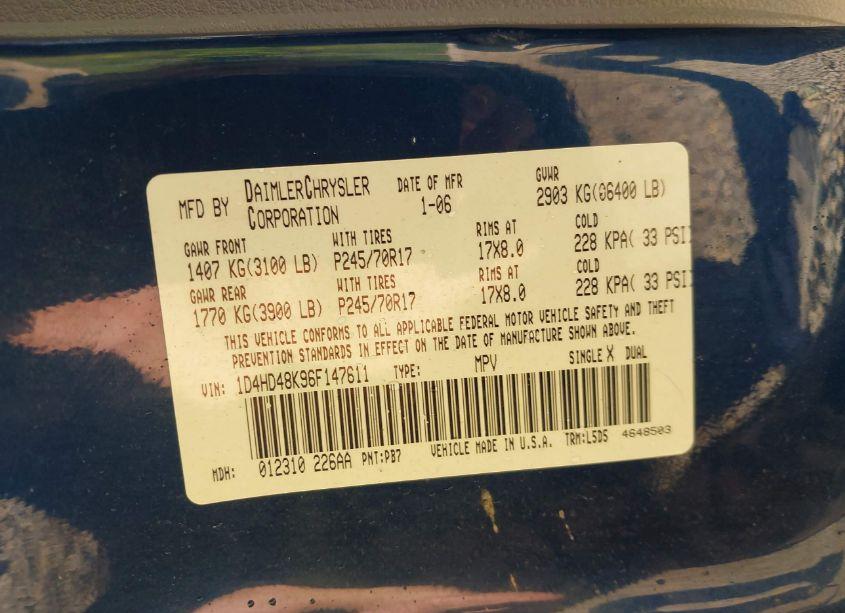 MFD BY DAIMLERCHRYSLER CORPORATION DATE OF MFR 1-06 GVWR 2903 KG(06400 LB)
GAWR FRONT WITH TIRES RIMS AT COLD
1407 KG(3100 LB) P245/70R17 17X8.0 228 KPA( 33 PSI)
GAWR REAR WITH TIRES RIMS AT COLD
1770 KG(3900 LB) P245/70R17 17X8.0 228 KPA( 33 PSI)
THIS VEHICLE CONFORMS TO ALL APPLICABLE FEDERAL MOTOR VEHICLE SAFETY AND THEFT
PREVENTION STANDARDS IN EFFECT ON THE DATE OF MANUFACTURE SHOWN ABOVE.
VIN: 1D4HD48K96F147611 TYPE: MPV SINGLE X DUAL
MDH: 012310 226AA PNT:PB7 VEHICLE MADE IN U.S.A. TRM:L5D5 4648503